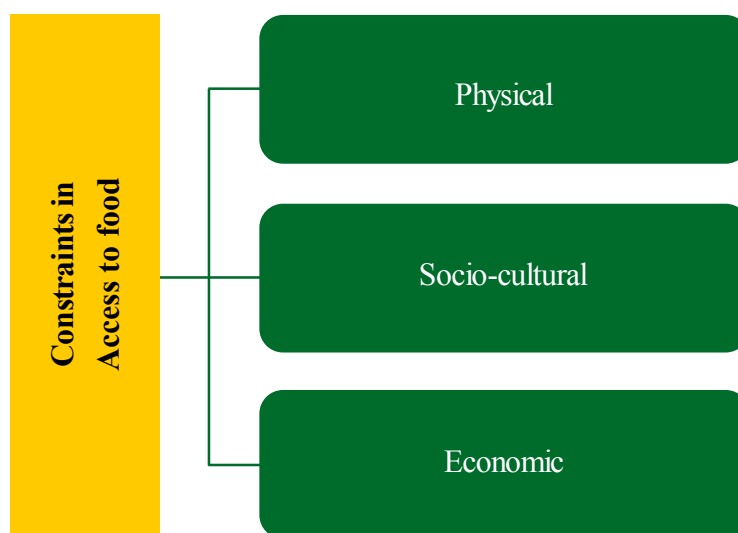 Constraints in
Access to food
Physical
Socio-cultural
Economic